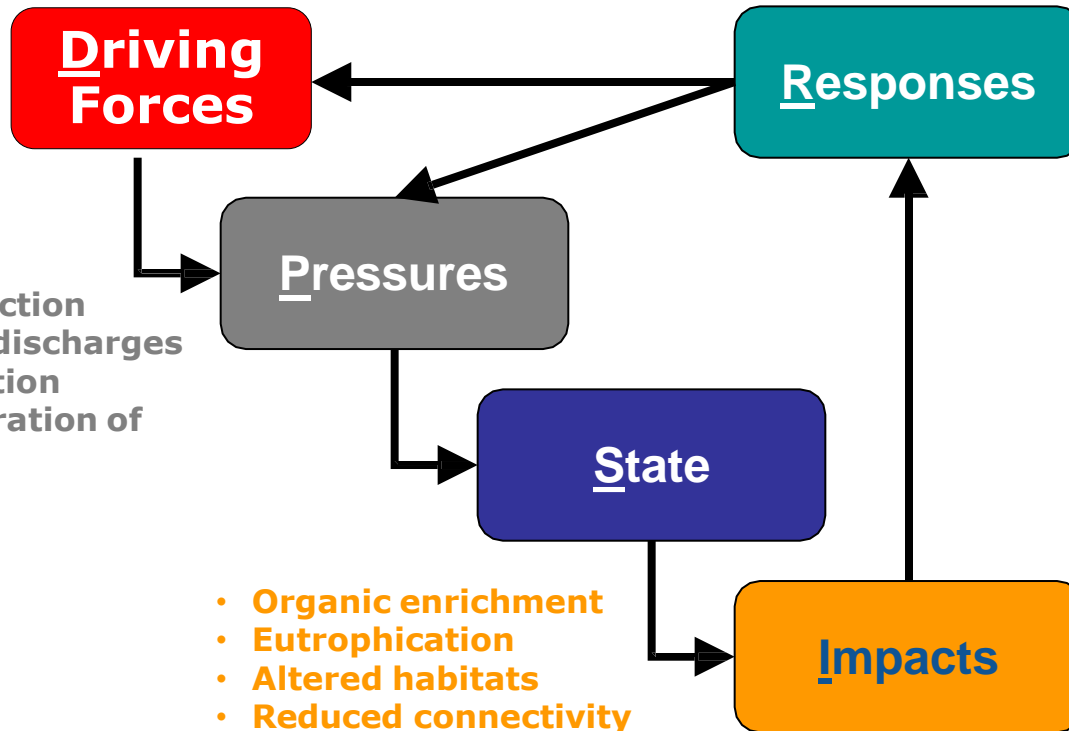 Driving
Forces
Responses
Pressures
ction
discharges
tion
ration of
State
• Organic enrichment
• Eutrophication
• Altered habitats
• Reduced connectivity
Impacts